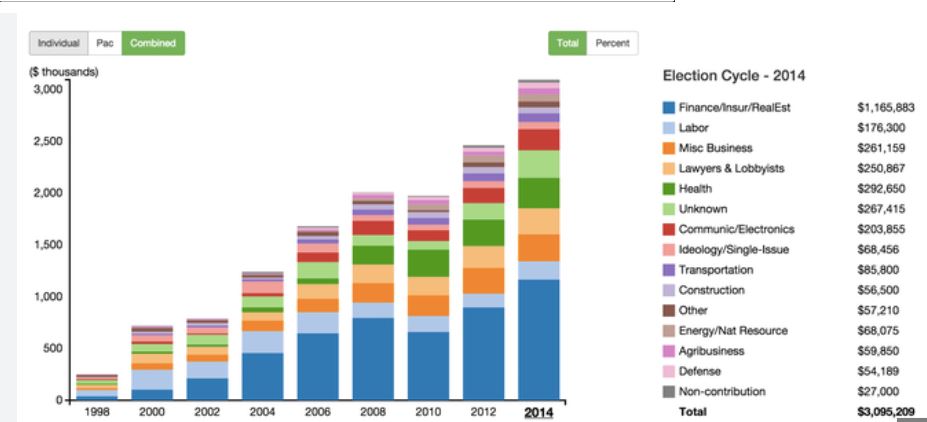 Individual Pac Combined
Total Percent
($ thousands)
3,000
2,500
2,000
1,500
1,000
500
0
1998 2000 2002 2004 2006 2008 2010 2012 2014
Election Cycle - 2014
Finance/Insur/RealEst $1,165,883
Labor $176,300
Misc Business $261,159
Lawyers & Lobbyists $250,867
Health $292,650
Unknown $267,415
Communic/Electronics $203,855
Ideology/Single-Issue $68,456
Transportation $85,800
Construction $56,500
Other $57,210
Energy/Nat Resource $68,075
Agribusiness $59,850
Defense $54,189
Non-contribution $27,000
Total $3,095,209